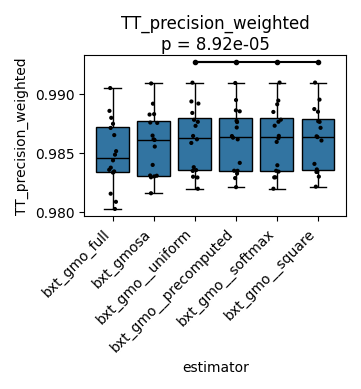 TT_precision_weighted
p = 8.92e-05
TT_precision_weighted
0.990
0.985
0.980
bxt_gmo_full
bxt_gmosa
bxt_gmo__uniform
bxt_gmo__precomputed
bxt_gmo__softmax
bxt_gmo__square
estimator